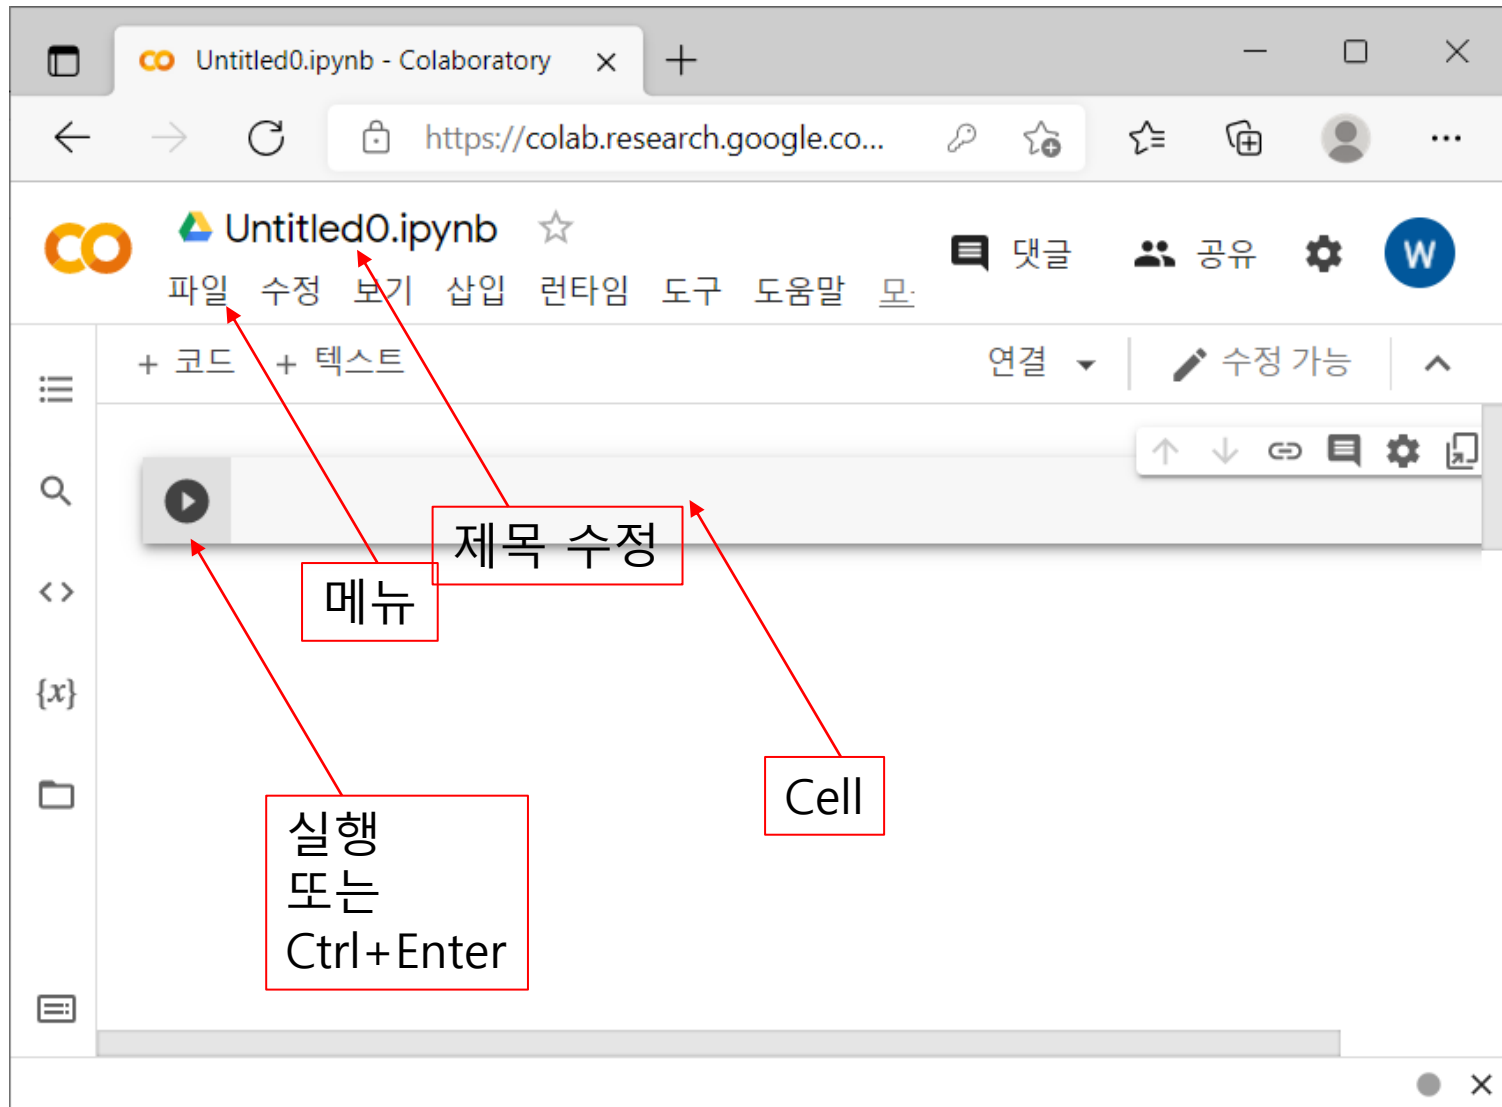 Untitled0.ipynb - Colaboratory
https://colab.research.google.co...
CO Untitled0.ipynb
댓글 공유 W
파일 수정 보기 삽입 런타임 도구 도움말
+ 코드 + 텍스트 연결 수정 가능
제목 수정
메뉴
<>
{x}
Cell
실행
또는
Ctrl+Enter